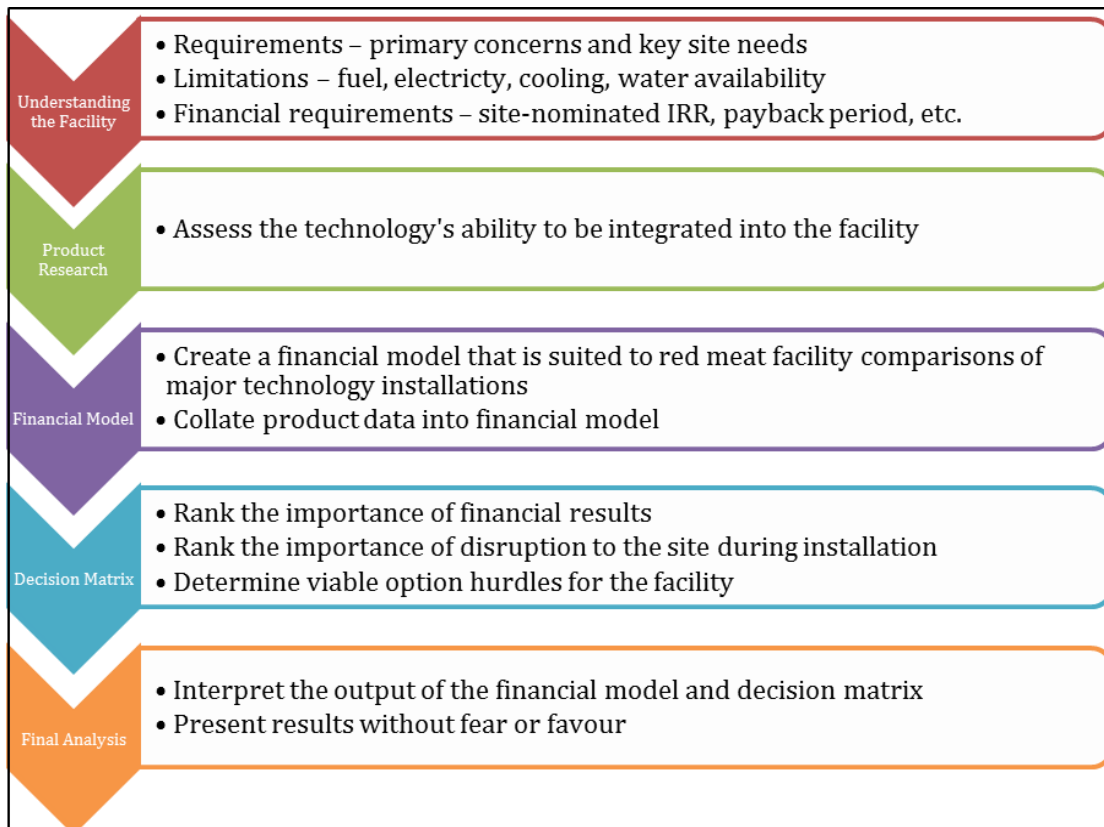 Understanding
the Facility
• Requirements – primary concerns and key site needs
• Limitations – fuel, electricty, cooling, water availability
• Financial requirements – site-nominated IRR, payback period, etc.
Product
Research
• Assess the technology's ability to be integrated into the facility
Financial Model
• Create a financial model that is suited to red meat facility comparisons of
major technology installations
• Collate product data into financial model
Decision Matrix
• Rank the importance of financial results
• Rank the importance of disruption to the site during installation
• Determine viable option hurdles for the facility
Final Analysis
• Interpret the output of the financial model and decision matrix
• Present results without fear or favour